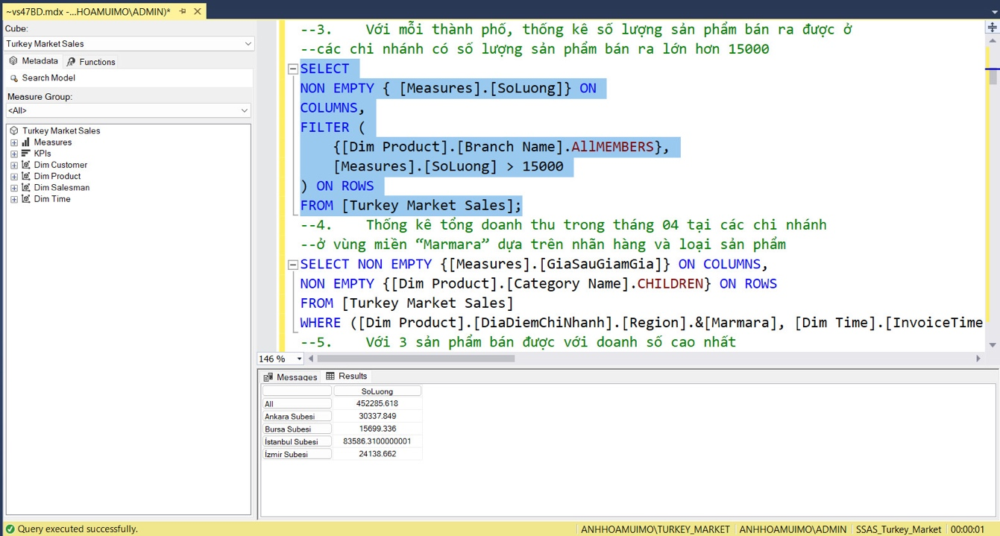 ~vs47BD.mdx -...HOAMUIMO\ADMIN)*
Cube:
Turkey Market Sales
Metadata
Functions
Search Model
Measure Group:
<All>
Turkey Market Sales
Measures
KPIs
Dim Customer
Dim Product
Dim Salesman
Dim Time
--3. Với mỗi thành phố, thống kê số lượng sản phẩm bán ra được ở
--các chi nhánh có số lượng sản phẩm bán ra lớn hơn 15000
SELECT
NON EMPTY { [Measures].[SoLuong]} ON
COLUMNS,
FILTER (
{[Dim Product].[Branch Name].AllMEMBERS},
[Measures].[SoLuong] > 15000
) ON ROWS
FROM [Turkey Market Sales];
--4. Thống kê tổng doanh thu trong tháng 04 tại các chi nhánh
--ở vùng miền “Marmara” dựa trên nhãn hàng và loại sản phẩm
SELECT NON EMPTY {[Measures].[GiaSauGiamGia]} ON COLUMNS,
NON EMPTY {[Dim Product].[Category Name].CHILDREN} ON ROWS
FROM [Turkey Market Sales]
WHERE ([Dim Product].[DiaDiemChiNhanh].[Region].&[Marmara], [Dim Time].[InvoiceTime
--5. Với 3 sản phẩm bán được với doanh số cao nhất
146 %
Messages
Results
SoLuong
All 452285.618
Ankara Subesi 30337.849
Bursa Subesi 15699.336
İstanbul Subesi 83586.3100000001
İzmir Subesi 24138.662
Query executed successfully.
ANHHOAMUIMO\TURKEY_MARKET
ANHHOAMUIMO\ADMIN
SSAS_Turkey_Market
00:00:01